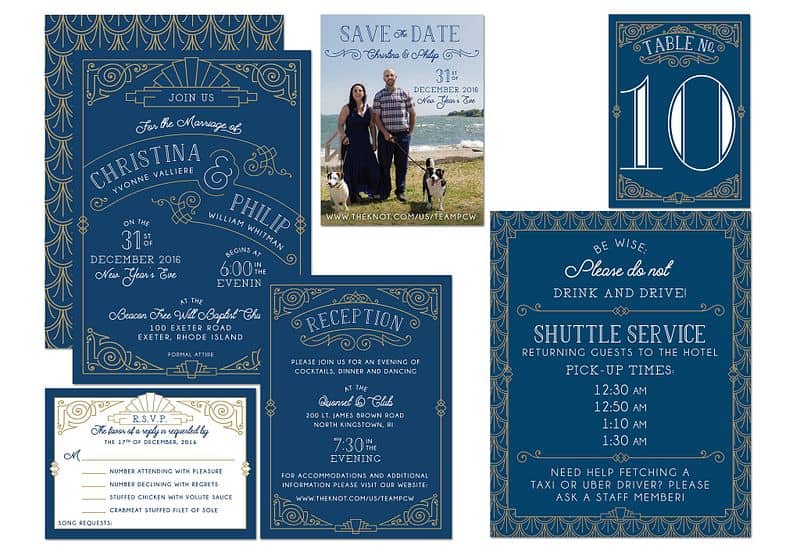 JOIN US
For the Marriage of
CHRISTINA
YVONNE VALLIERE
&
PHILIP
WILLIAM WHITMAN
ON THE
31ST OF
DECEMBER 2016
New Year's Eve
BEGINS AT
6:00 IN THE
EVENIN
AT THE
Beacon Free Will Baptist Chu
100 EXETER ROAD
EXETER, RHODE ISLAND
FORMAL ATTIRE
SAVE The DATE
Christina & Philip
31ST OF
DECEMBER 2016
New Year's Eve
WWW.THEKNOT.COM/US/TEAMPCW
TABLE NO.
10
R.S.V.P.
The favor of a reply is requested by
THE 17TH OF DECEMBER, 2016
M
NUMBER ATTENDING WITH PLEASURE
NUMBER DECLINING WITH REGRETS
STUFFED CHICKEN WITH VOLUTE SAUCE
CRABMEAT STUFFED FILET OF SOLE
SONG REQUESTS:
RECEPTION
PLEASE JOIN US FOR AN EVENING OF
COCKTAILS, DINNER AND DANCING
AT THE
Quonset O Club
200 LT. JAMES BROWN ROAD
NORTH KINGSTOWN, RI
7:30 IN THE
EVENING
FOR ACCOMMODATIONS AND ADDITIONAL
INFORMATION PLEASE VISIT OUR WEBSITE:
WWW.THEKNOT.COM/US/TEAMPCW
BE WISE;
Please do not
DRINK AND DRIVE!
SHUTTLE SERVICE
RETURNING GUESTS TO THE HOTEL
PICK-UP TIMES:
12:30 AM
12:50 AM
1:10 AM
1:30 AM
NEED HELP FETCHING A
TAXI OR UBER DRIVER? PLEASE
ASK A STAFF MEMBER!